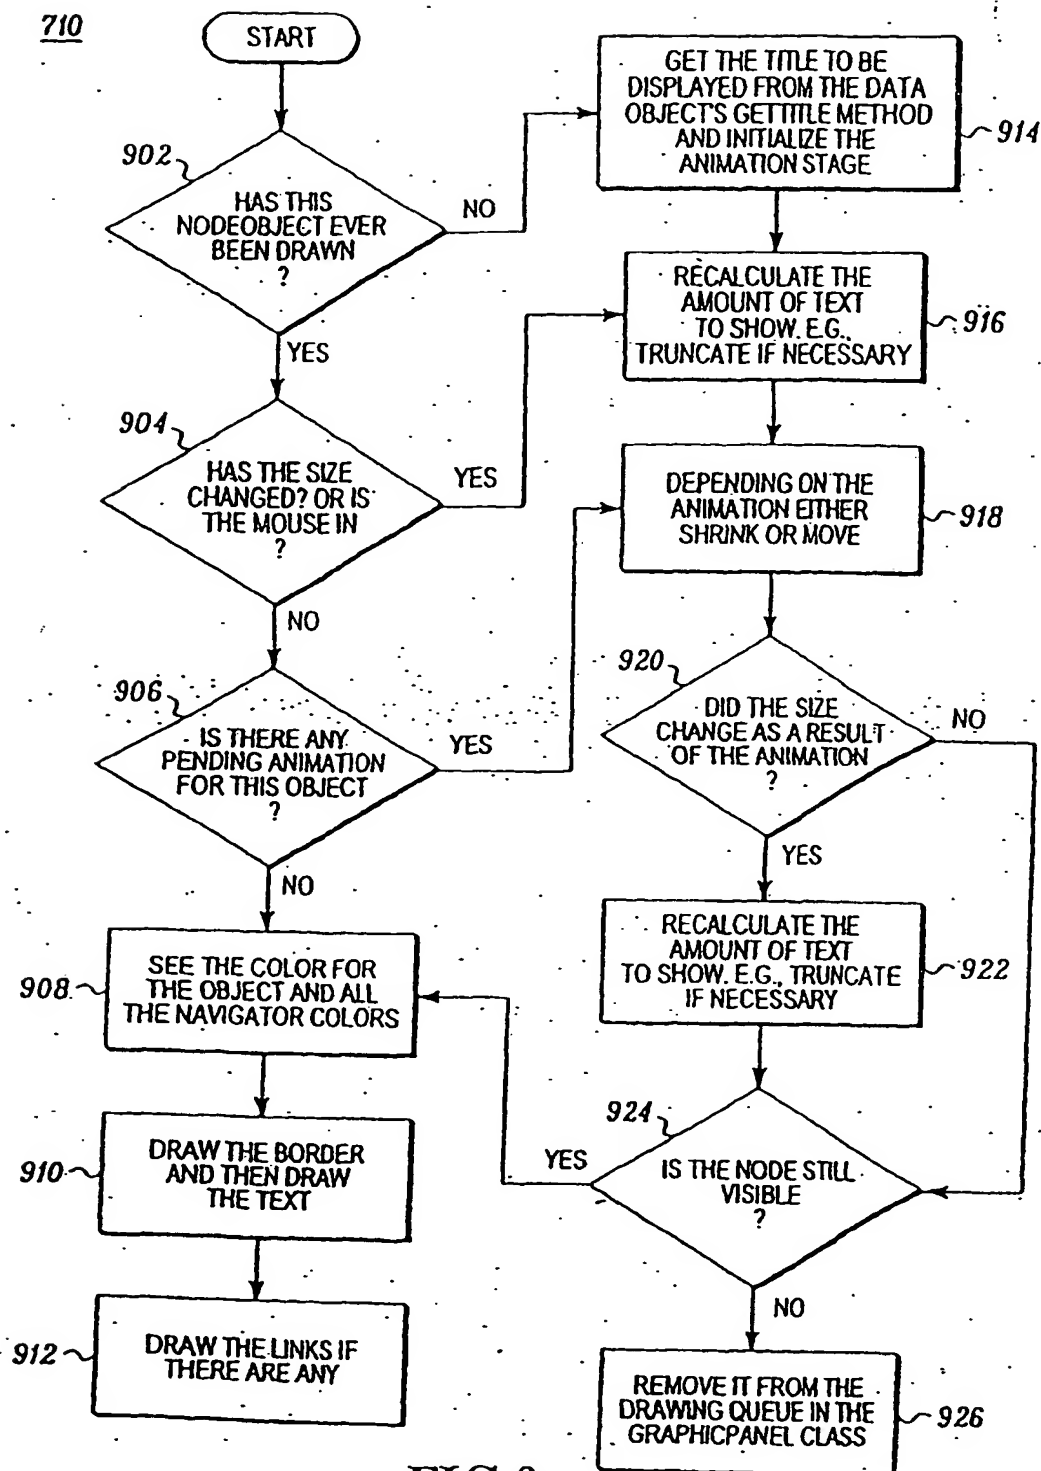 710
START
902
HAS THIS
NODEOBJECT EVER
BEEN DRAWN
?
NO
YES
904
HAS THE SIZE
CHANGED? OR IS
THE MOUSE IN
?
YES
NO
906
IS THERE ANY
PENDING ANIMATION
FOR THIS OBJECT
?
YES
NO
908
SEE THE COLOR FOR
THE OBJECT AND ALL
THE NAVIGATOR COLORS
910
DRAW THE BORDER
AND THEN DRAW
THE TEXT
912
DRAW THE LINKS IF
THERE ARE ANY
GET THE TITLE TO BE
DISPLAYED FROM THE DATA
OBJECT'S GETTITLE METHOD
AND INITIALIZE THE
ANIMATION STAGE
914
RECALCULATE THE
AMOUNT OF TEXT
TO SHOW. E.G.,
TRUNCATE IF NECESSARY
916
DEPENDING ON THE
ANIMATION EITHER
SHRINK OR MOVE
918
920
DID THE SIZE
CHANGE AS A RESULT
OF THE ANIMATION
?
NO
YES
RECALCULATE THE
AMOUNT OF TEXT
TO SHOW. E.G., TRUNCATE
IF NECESSARY
922
924
IS THE NODE STILL
VISIBLE
?
YES
NO
REMOVE IT FROM THE
DRAWING QUEUE IN THE
GRAPHICPANEL CLASS
926